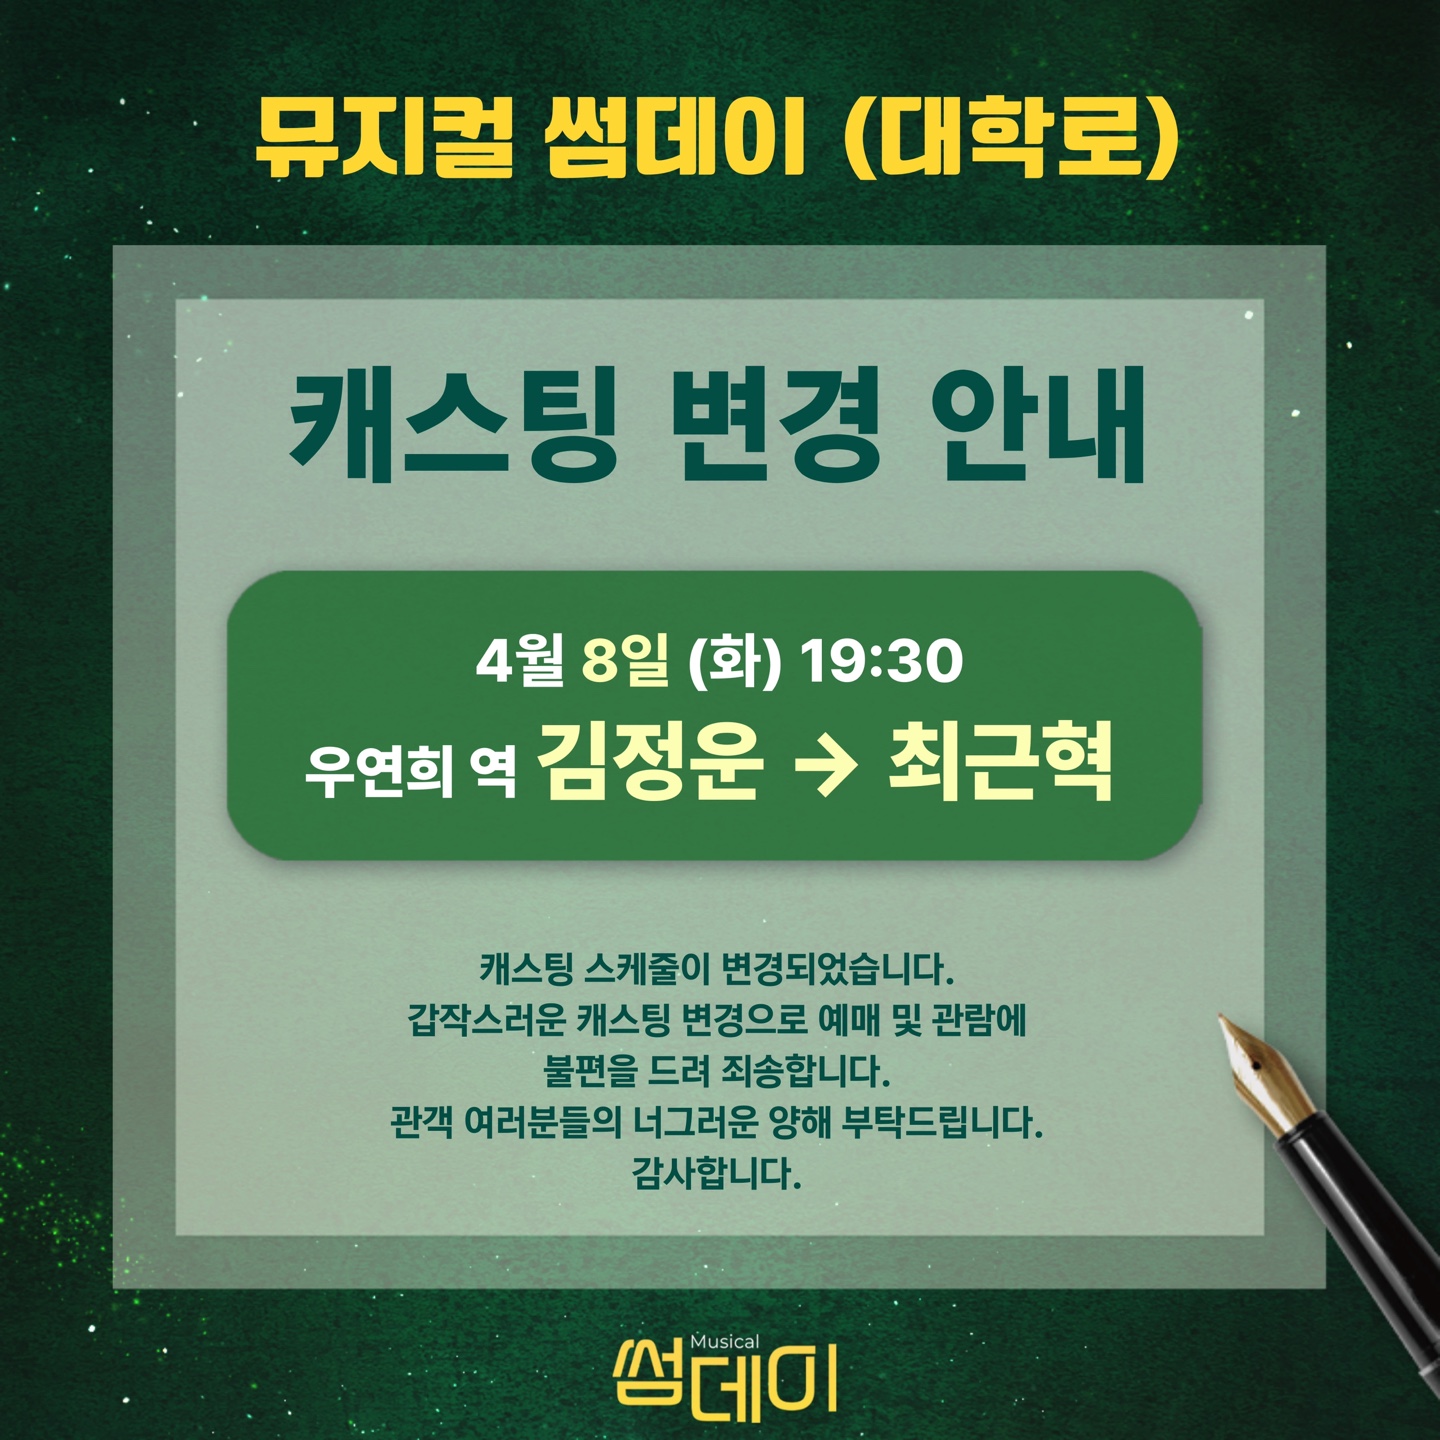 뮤지컬 썸데이 (대학로)
캐스팅 변경 안내
4월 8일 (화) 19:30
우연희 역 김정운 → 최근혁
캐스팅 스케줄이 변경되었습니다.
갑작스러운 캐스팅 변경으로 예매 및 관람에
불편을 드려 죄송합니다.
관객 여러분들의 너그러운 양해 부탁드립니다.
감사합니다.
Musical
썸데이